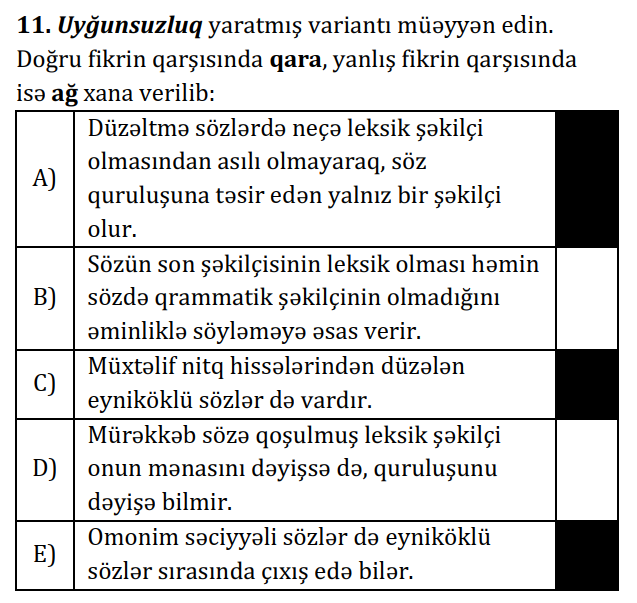 11. Uyğunsuzluq yaratmış variantı müəyyən edin.
Doğru fikrin qarşısında qara, yanlış fikrin qarşısında
isə ağ xana verilib:
A)
Düzəltmə sözlərdə neçə leksik şəkilçi
olmasından asılı olmayaraq, söz
quruluşuna təsir edən yalnız bir şəkilçi
olur.
B)
Sözün son şəkilçisinin leksik olması həmin
sözdə qrammatik şəkilçinin olmadığını
əminliklə söyləməyə əsas verir.
C)
Müxtəlif nitq hissələrindən düzələn
eyniköklü sözlər də vardır.
D)
Mürəkkəb sözə qoşulmuş leksik şəkilçi
onun mənasını dəyişsə də, quruluşunu
dəyişə bilmir.
E)
Omonim səciyyəli sözlər də eyniköklü
sözlər sırasında çıxış edə bilər.